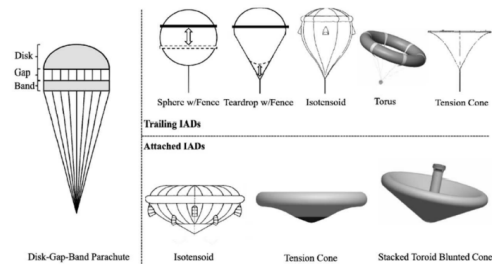 Disk
Gap
Band
Sphere w/Fence Teardrop w/Fence Isotensoid Torus Tension Cone
Trailing IADs
Attached IADs
Disk-Gap-Band Parachute Isotensoid Tension Cone Stacked Toroid Blunted Cone